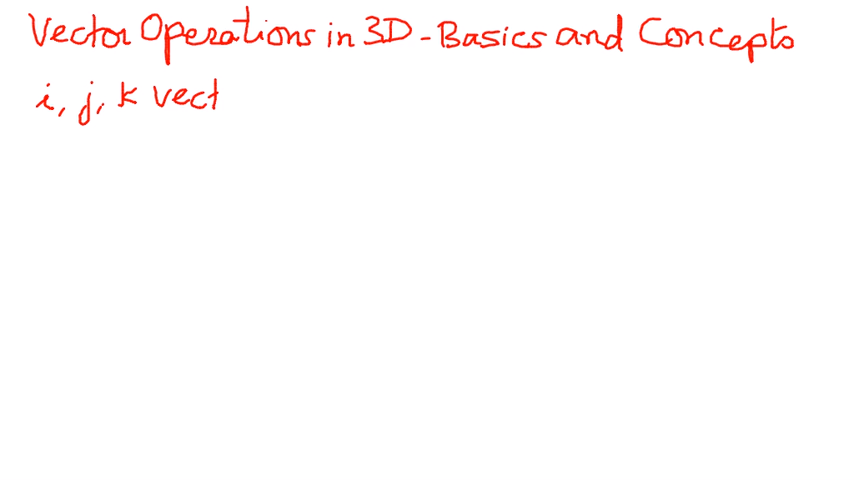 Vector Operations in 3D - Basics and Concepts
i, j, k vect